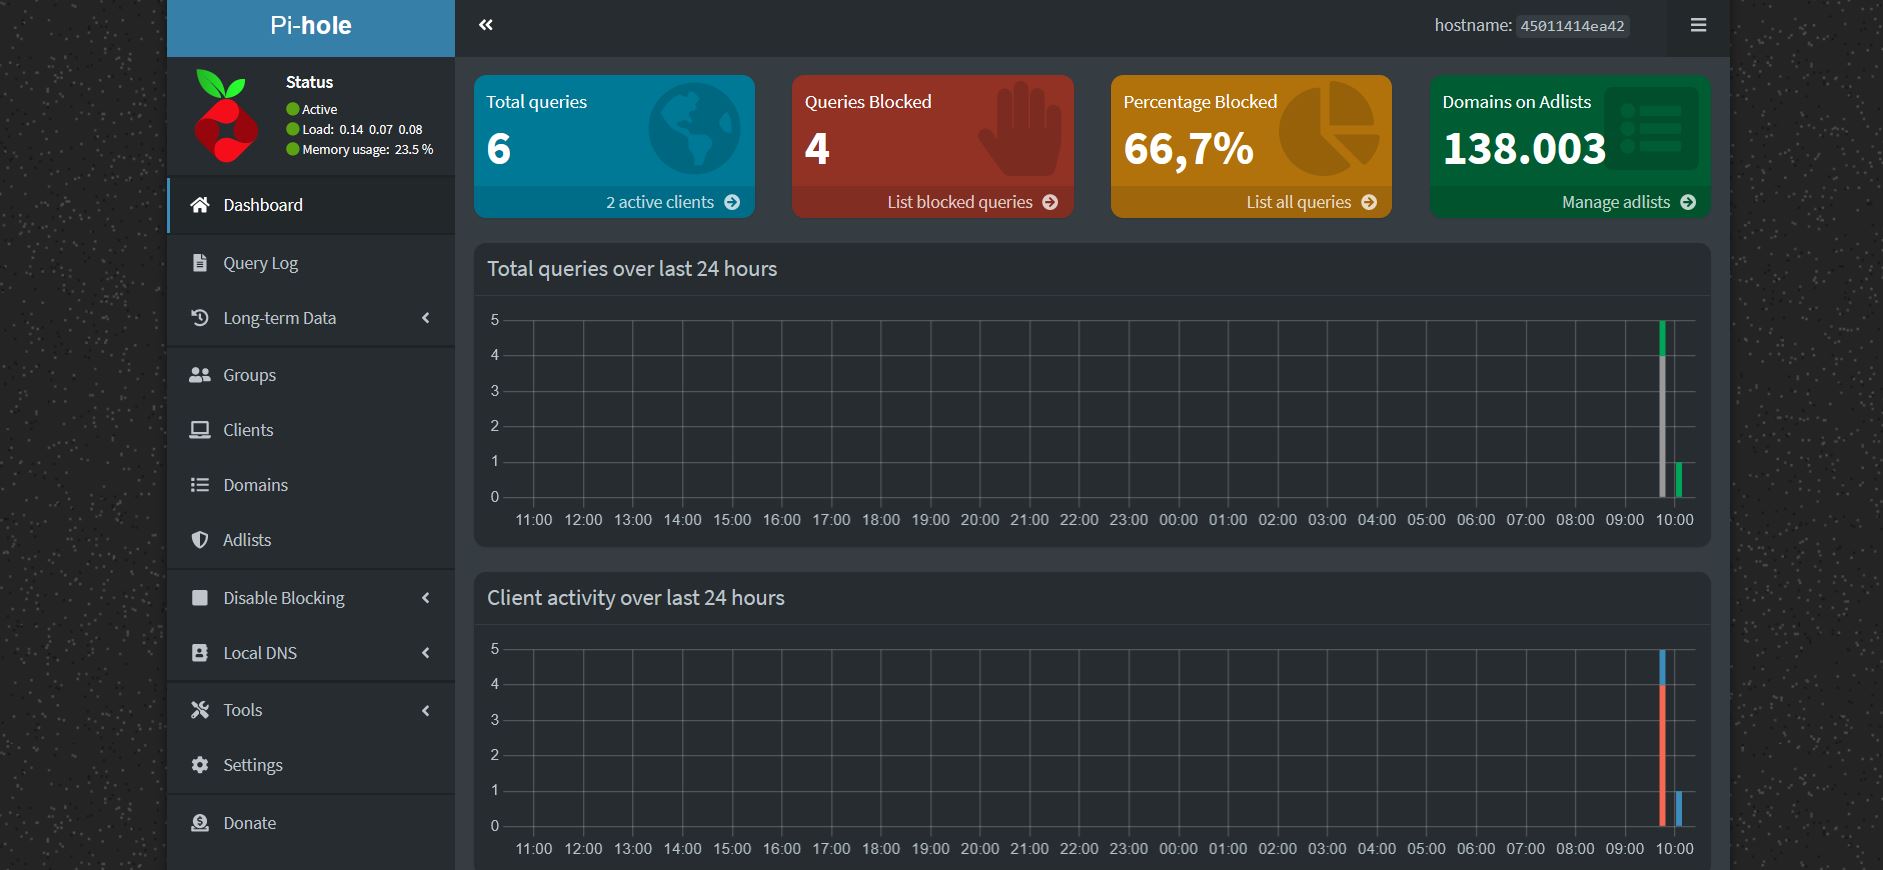 Pi-hole
hostname: 45011414ea42
Status
Active
Load: 0.14 0.07 0.08
Memory usage: 23.5 %
Dashboard
Query Log
Long-term Data
Groups
Clients
Domains
Adlists
Disable Blocking
Local DNS
Tools
Settings
Donate
Total queries
6
2 active clients
Queries Blocked
4
List blocked queries
Percentage Blocked
66,7%
List all queries
Domains on Adlists
138.003
Manage adlists
Total queries over last 24 hours
5
4
3
2
1
0
11:00 12:00 13:00 14:00 15:00 16:00 17:00 18:00 19:00 20:00 21:00 22:00 23:00 00:00 01:00 02:00 03:00 04:00 05:00 06:00 07:00 08:00 09:00 10:00
Client activity over last 24 hours
5
4
3
2
1
0
11:00 12:00 13:00 14:00 15:00 16:00 17:00 18:00 19:00 20:00 21:00 22:00 23:00 00:00 01:00 02:00 03:00 04:00 05:00 06:00 07:00 08:00 09:00 10:00